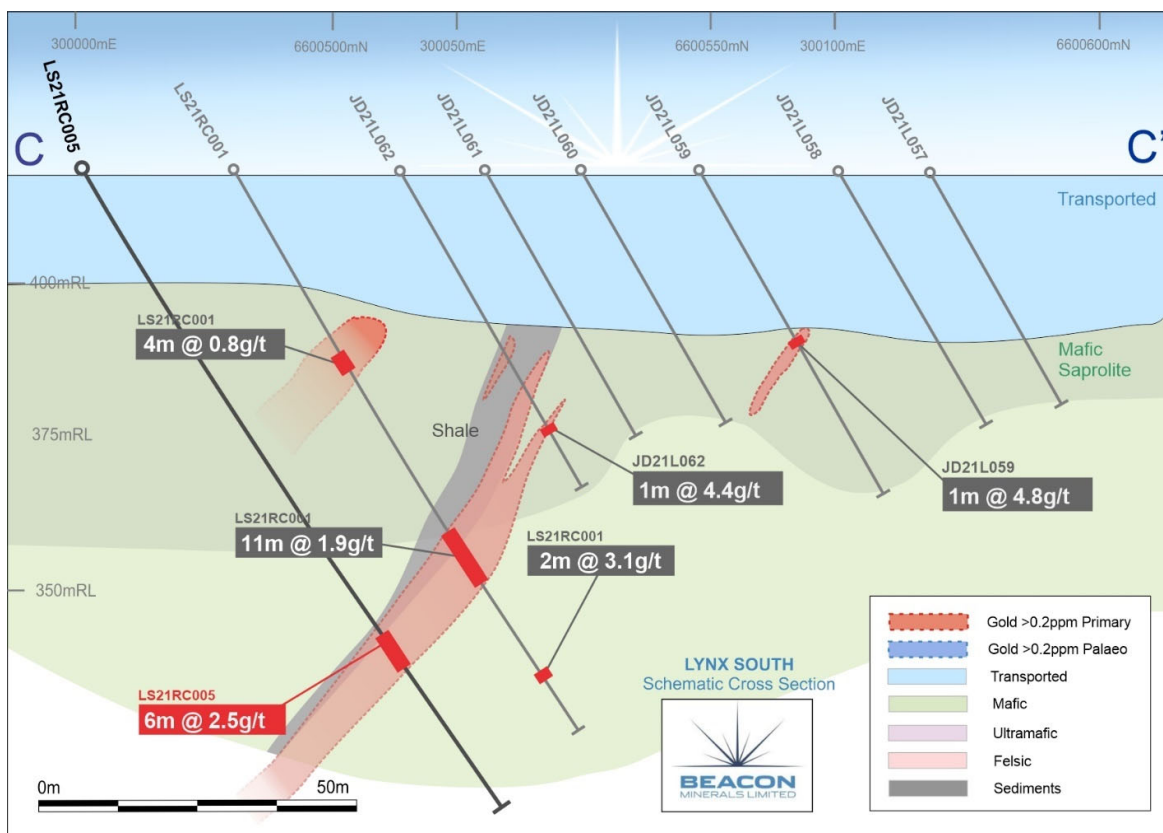 300000mE
6600500mN
300050mE
6600550mN
300100mE
6600600mN
LS21RC005
LS21RC001
JD21L062
JD21L061
JD21L060
JD21L059
JD21L058
JD21L057
C
C'
Transported
400mRL
LS21RC001
4m @ 0.8g/t
Mafic
Saprolite
375mRL
Shale
JD21L062
1m @ 4.4g/t
JD21L059
1m @ 4.8g/t
LS21RC001
11m @ 1.9g/t
LS21RC001
2m @ 3.1g/t
350mRL
LS21RC005
6m @ 2.5g/t
LYNX SOUTH
Schematic Cross Section
BEACON
MINERALS LIMITED
Gold >0.2ppm Primary
Gold >0.2ppm Palaeo
Transported
Mafic
Ultramafic
Felsic
Sediments
0m
50m